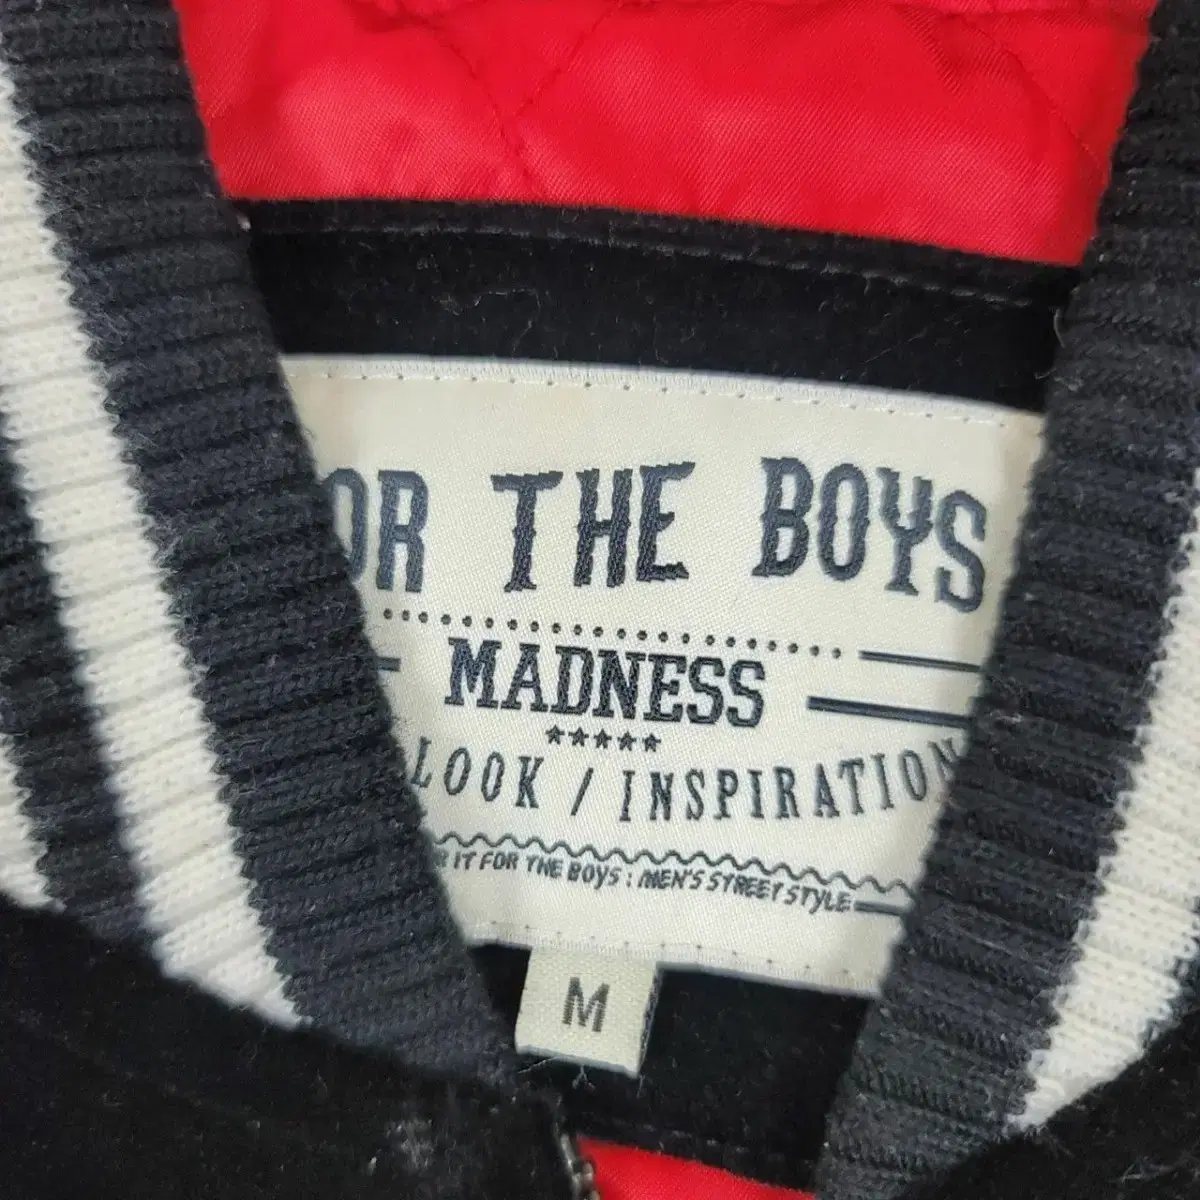 OR THE BOYS
MADNESS
LOOK / INSPIRATION
R IT FOR THE BOYS : MEN'S STREET STYLE
M